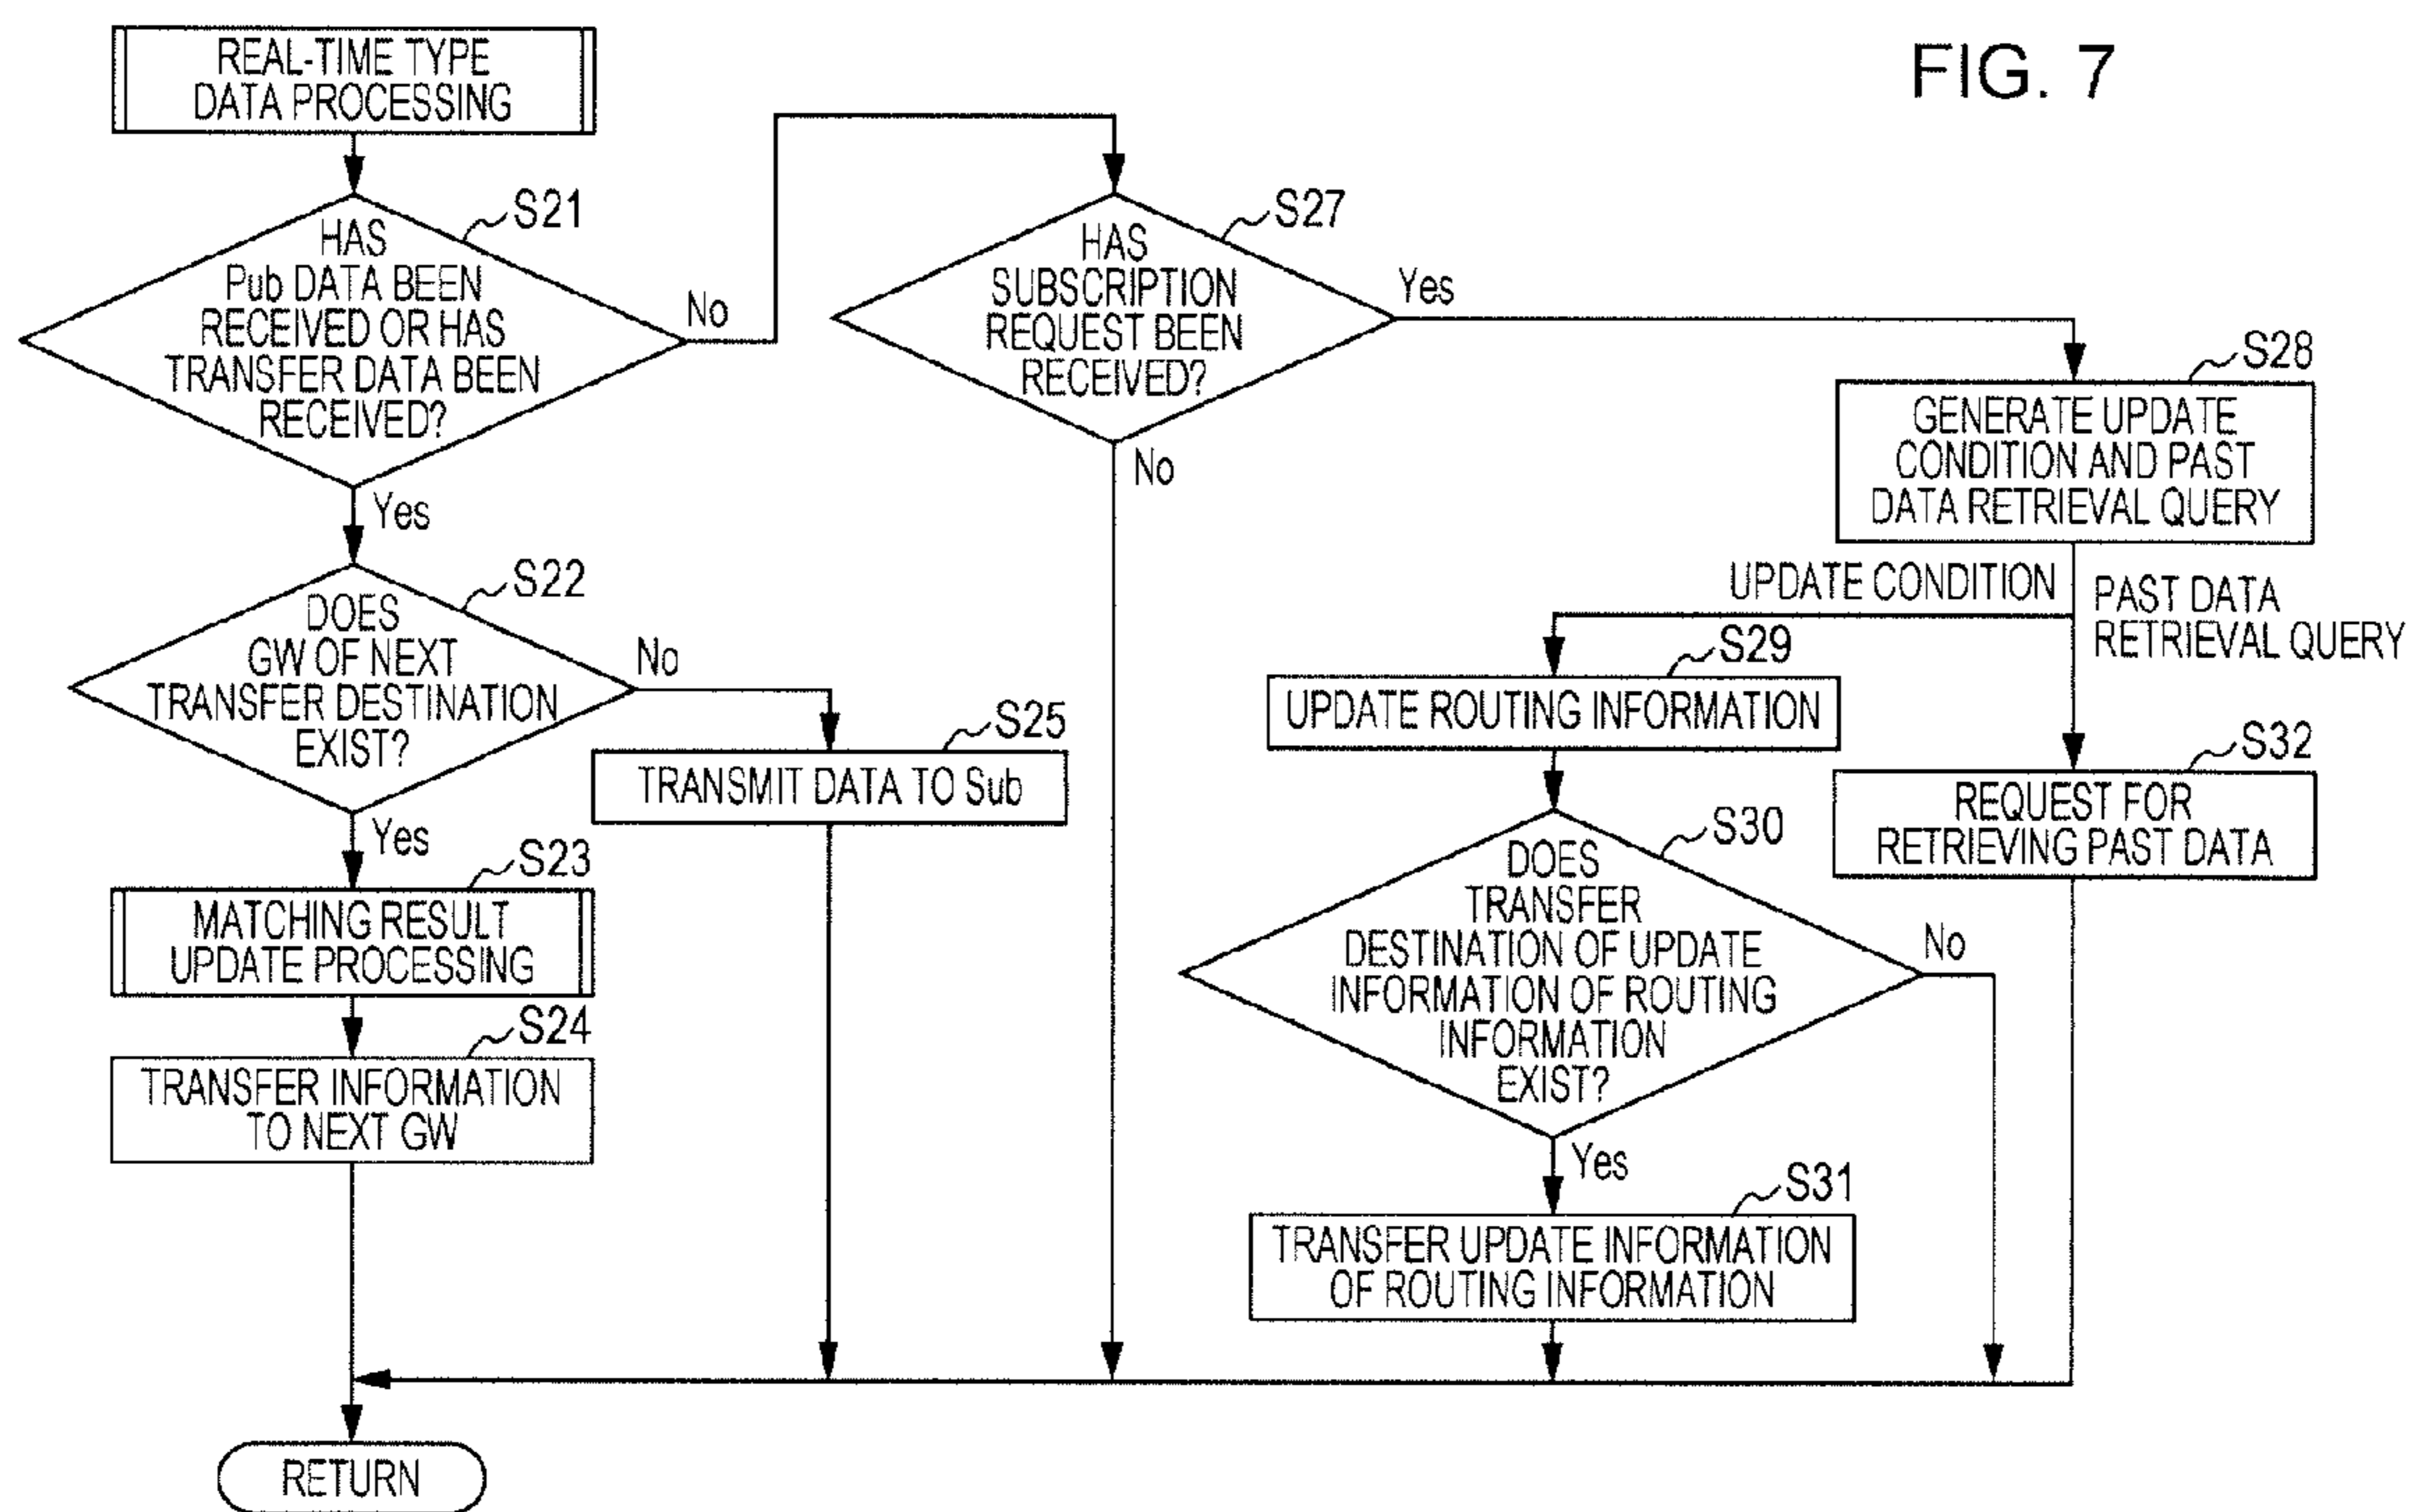 FIG. 7
REAL-TIME TYPE
DATA PROCESSING
S21
HAS
Pub DATA BEEN
RECEIVED OR HAS
TRANSFER DATA BEEN
RECEIVED?
No
Yes
S22
DOES
GW OF NEXT
TRANSFER DESTINATION
EXIST?
No
Yes
S25
TRANSMIT DATA TO Sub
S23
MATCHING RESULT
UPDATE PROCESSING
S24
TRANSFER INFORMATION
TO NEXT GW
S27
HAS
SUBSCRIPTION
REQUEST BEEN
RECEIVED?
Yes
No
S28
GENERATE UPDATE
CONDITION AND PAST
DATA RETRIEVAL QUERY
UPDATE CONDITION
PAST DATA
RETRIEVAL QUERY
S29
UPDATE ROUTING INFORMATION
S30
DOES
TRANSFER
DESTINATION OF UPDATE
INFORMATION OF ROUTING
INFORMATION
EXIST?
No
Yes
S31
TRANSFER UPDATE INFORMATION
OF ROUTING INFORMATION
S32
REQUEST FOR
RETRIEVING PAST DATA
RETURN